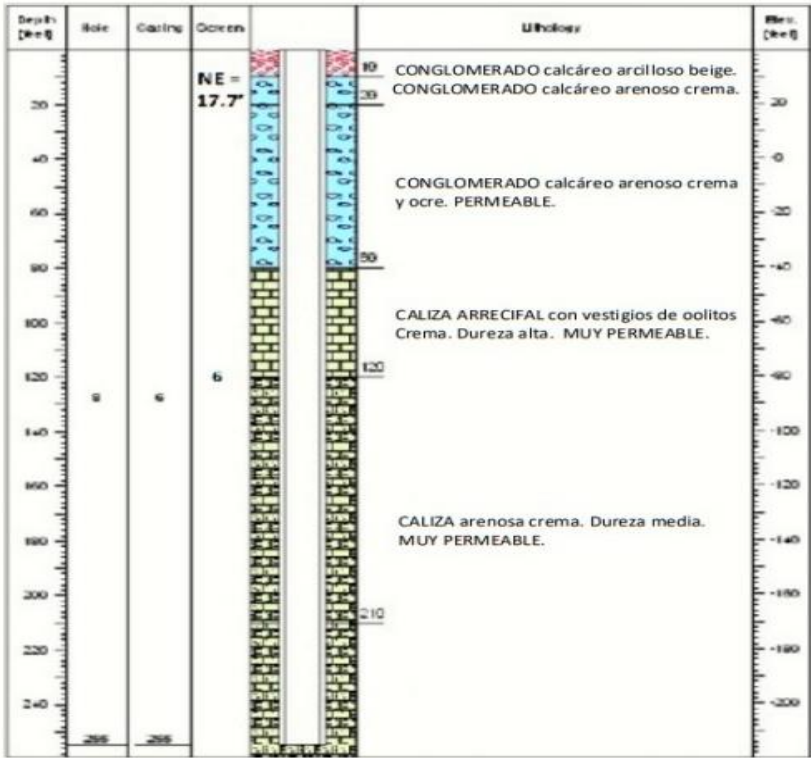 Depth
[feet]
Hole
Casing
Screen
Lithology
Elev.
[feet]
NE =
17.7'
10
CONGLOMERADO calcáreo arcilloso beige.
20
CONGLOMERADO calcáreo arenoso crema.
CONGLOMERADO calcáreo arenoso crema
y ocre. PERMEABLE.
80
CALIZA ARRECIFAL con vestigios de oolitos
Crema. Dureza alta. MUY PERMEABLE.
120
CALIZA arenosa crema. Dureza media.
MUY PERMEABLE.
210
20
40
60
80
100
120
140
160
180
200
220
240
8
6
6
255
255
20
0
-20
-40
-60
-80
-100
-120
-140
-160
-180
-200